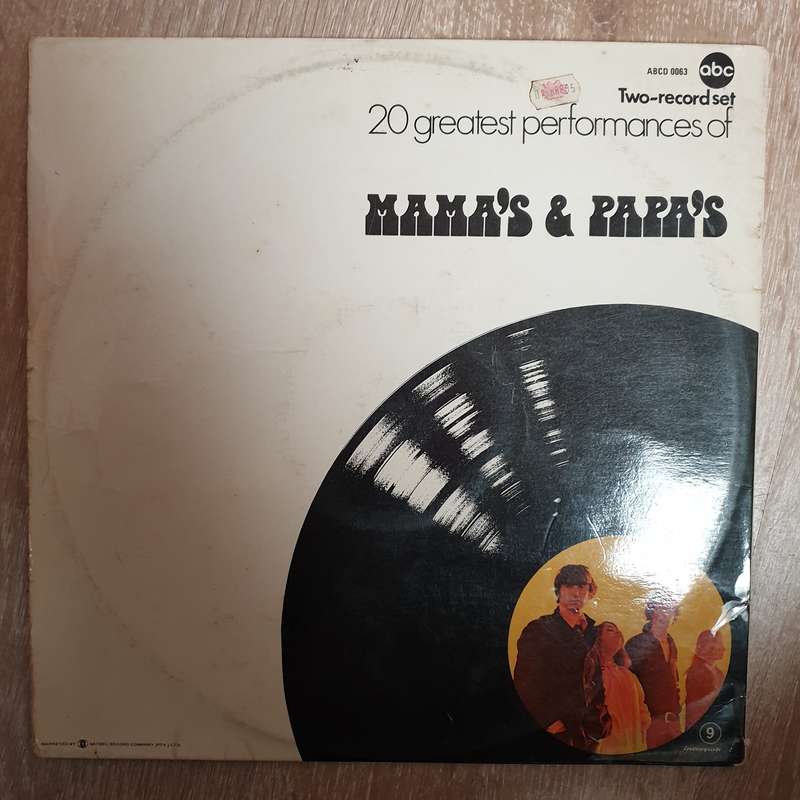 ABCD 0063 abc
Two-record set
20 greatest performances of
MAMA'S & PAPA'S
9